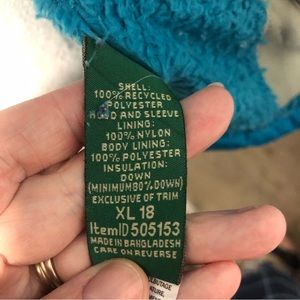 SHELL:
100% RECYCLED
POLYESTER
HOOD AND SLEEVE
LINING:
100% NYLON
BODY LINING:
100% POLYESTER
INSULATION:
DOWN
(MINIMUM 80% DOWN)
EXCLUSIVE OF TRIM
XL 18
ItemID 505153
MADE IN BANGLADESH
CARE ON REVERSE